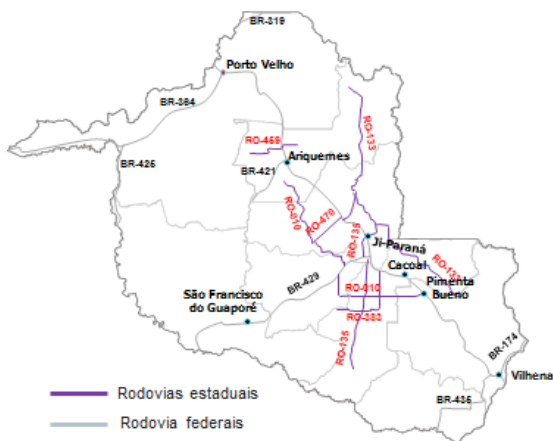 BR-319
Porto Velho
BR-364
RO-133
RO-459
BR-425
Ariquemes
BR-421
RO-010
RO-470
RO-135
Ji-Paraná
Cacoal
RO-133
BR-429
RO-010
Pimenta
Bueno
São Francisco
do Guaporé
RO-383
RO-135
BR-174
Vilhena
BR-435
Rodovias estaduais
Rodovia federais